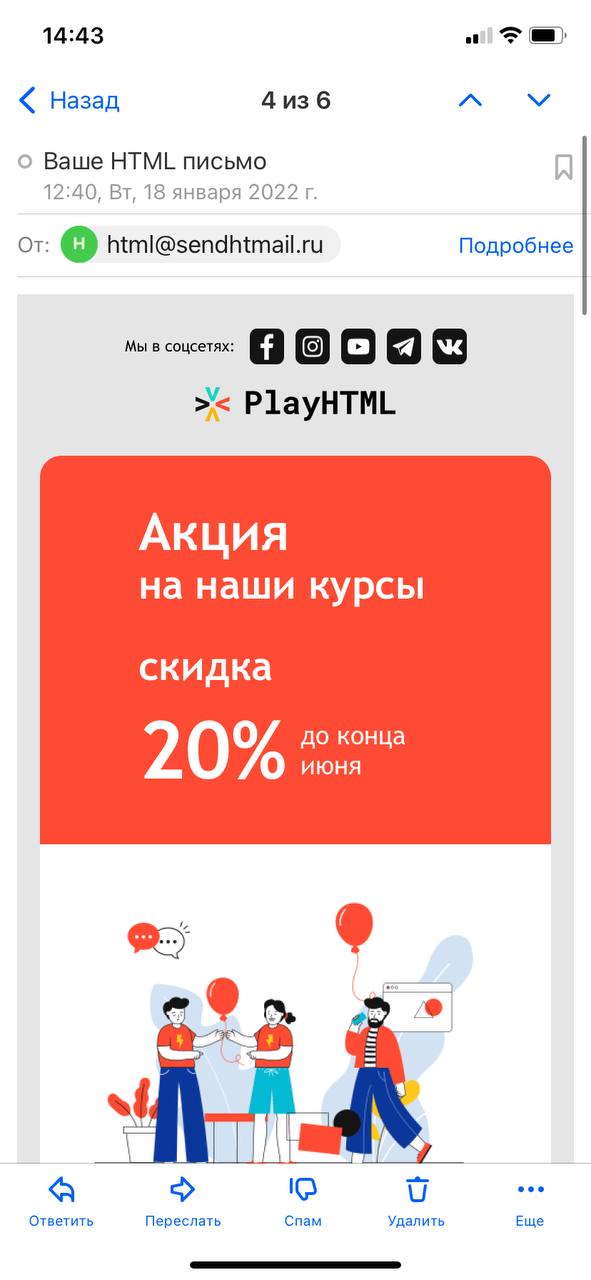 14:43
Назад
4 из 6
Ваше HTML письмо
12:40, Вт, 18 января 2022 г.
От: H html@sendhtmail.ru Подробнее
Мы в соцсетях:
PlayHTML
Акция
на наши курсы
скидка
20% до конца
июня
Ответить
Переслать
Спам
Удалить
Еще